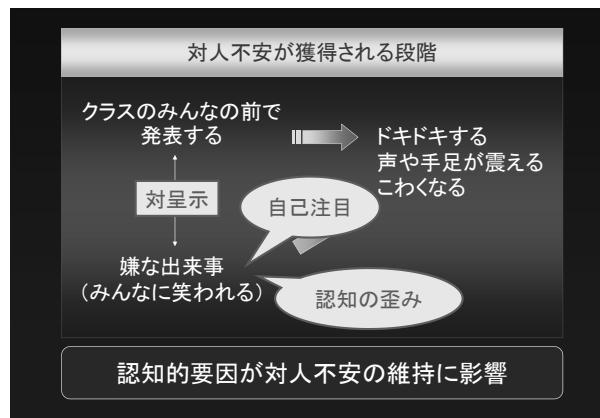 対人不安が獲得される段階
クラスのみんなの前で
発表する
ドキドキする
声や手足が震える
こわくなる
対呈示
自己注目
嫌な出来事
（みんなに笑われる）
認知の歪み
認知的要因が対人不安の維持に影響